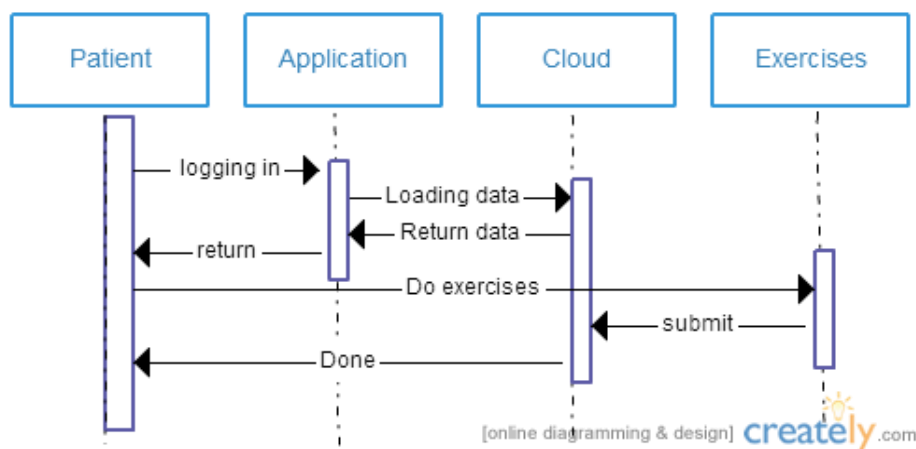 Patient
Application
Cloud
Exercises
logging in
Loading data
Return data
return
Do exercises
submit
Done
[online diagramming & design] creately.com